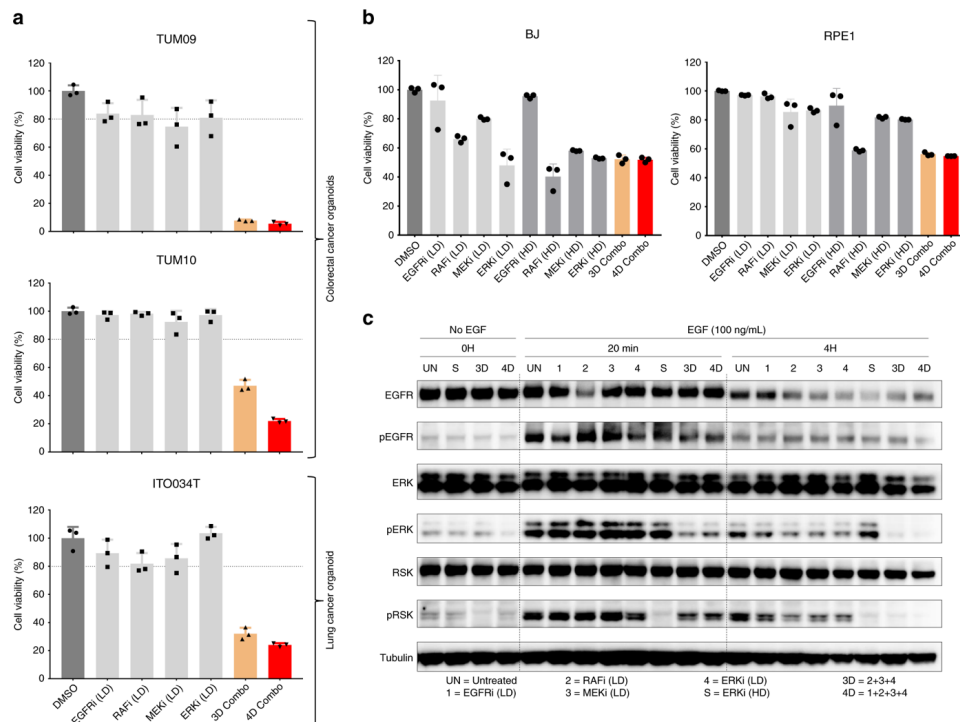 a
TUM09
120
100
80
60
40
20
0
Cell viability (%)
TUM10
120
100
80
60
40
20
0
Cell viability (%)
Colorectal cancer organoids
ITO034T
120
100
80
60
40
20
0
Cell viability (%)
DMSO
EGFRi (LD)
RAFi (LD)
MEKi (LD)
ERKi (LD)
3D Combo
4D Combo
Lung cancer organoid
b
BJ
120
100
80
60
40
20
0
Cell viability (%)
DMSO
EGFRi (LD)
RAFi (LD)
MEKi (LD)
ERKi (LD)
EGFRi (HD)
RAFi (HD)
MEKi (HD)
ERKi (HD)
3D Combo
4D Combo
RPE1
120
100
80
60
40
20
0
Cell viability (%)
DMSO
EGFRi (LD)
RAFi (LD)
MEKi (LD)
ERKi (LD)
EGFRi (HD)
RAFi (HD)
MEKi (HD)
ERKi (HD)
3D Combo
4D Combo
c
No EGF EGF (100 ng/mL)
0H 20 min 4H
UN S 3D 4D UN 1 2 3 4 S 3D 4D UN 1 2 3 4 S 3D 4D
EGFR
pEGFR
ERK
pERK
RSK
pRSK
Tubulin
UN = Untreated 2 = RAFi (LD) 4 = ERKi (LD) 3D = 2+3+4
1 = EGFRi (LD) 3 = MEKi (LD) S = ERKi (HD) 4D = 1+2+3+4